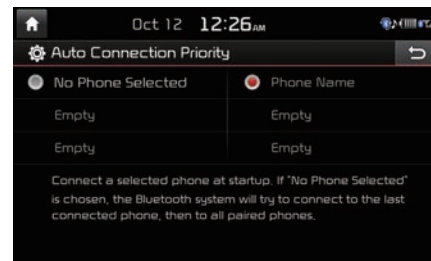 Oct 12 12:26 AM
Auto Connection Priority
No Phone Selected Phone Name
Empty Empty
Empty Empty
Connect a selected phone at startup. If "No Phone Selected"
is chosen, the Bluetooth system will try to connect to the last
connected phone, then to all paired phones.